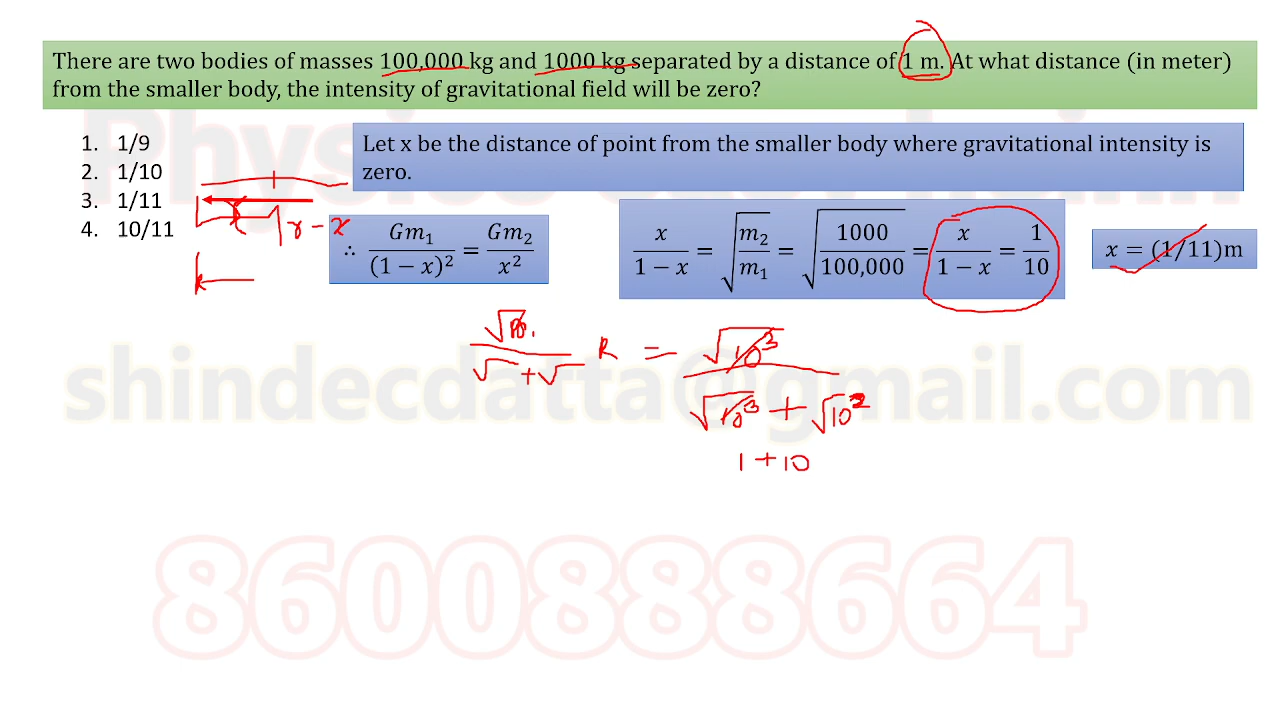 There are two bodies of masses 100,000 kg and 1000 kg separated by a distance of 1 m. At what distance (in meter)
from the smaller body, the intensity of gravitational field will be zero?
1. 1/9
2. 1/10
3. 1/11
4. 10/11
Let x be the distance of point from the smaller body where gravitational intensity is
zero.
r − x
∴ Gm₁/(1 − x)² = Gm₂/x²
x/(1 − x) = √(m₂/m₁) = √(1000/100,000) = x/(1 − x) = 1/10
x = (1/11)m
R = √10³
√ + √
√10³ + √10
1 + 10
shindecdatta@gmail.com
8600888664